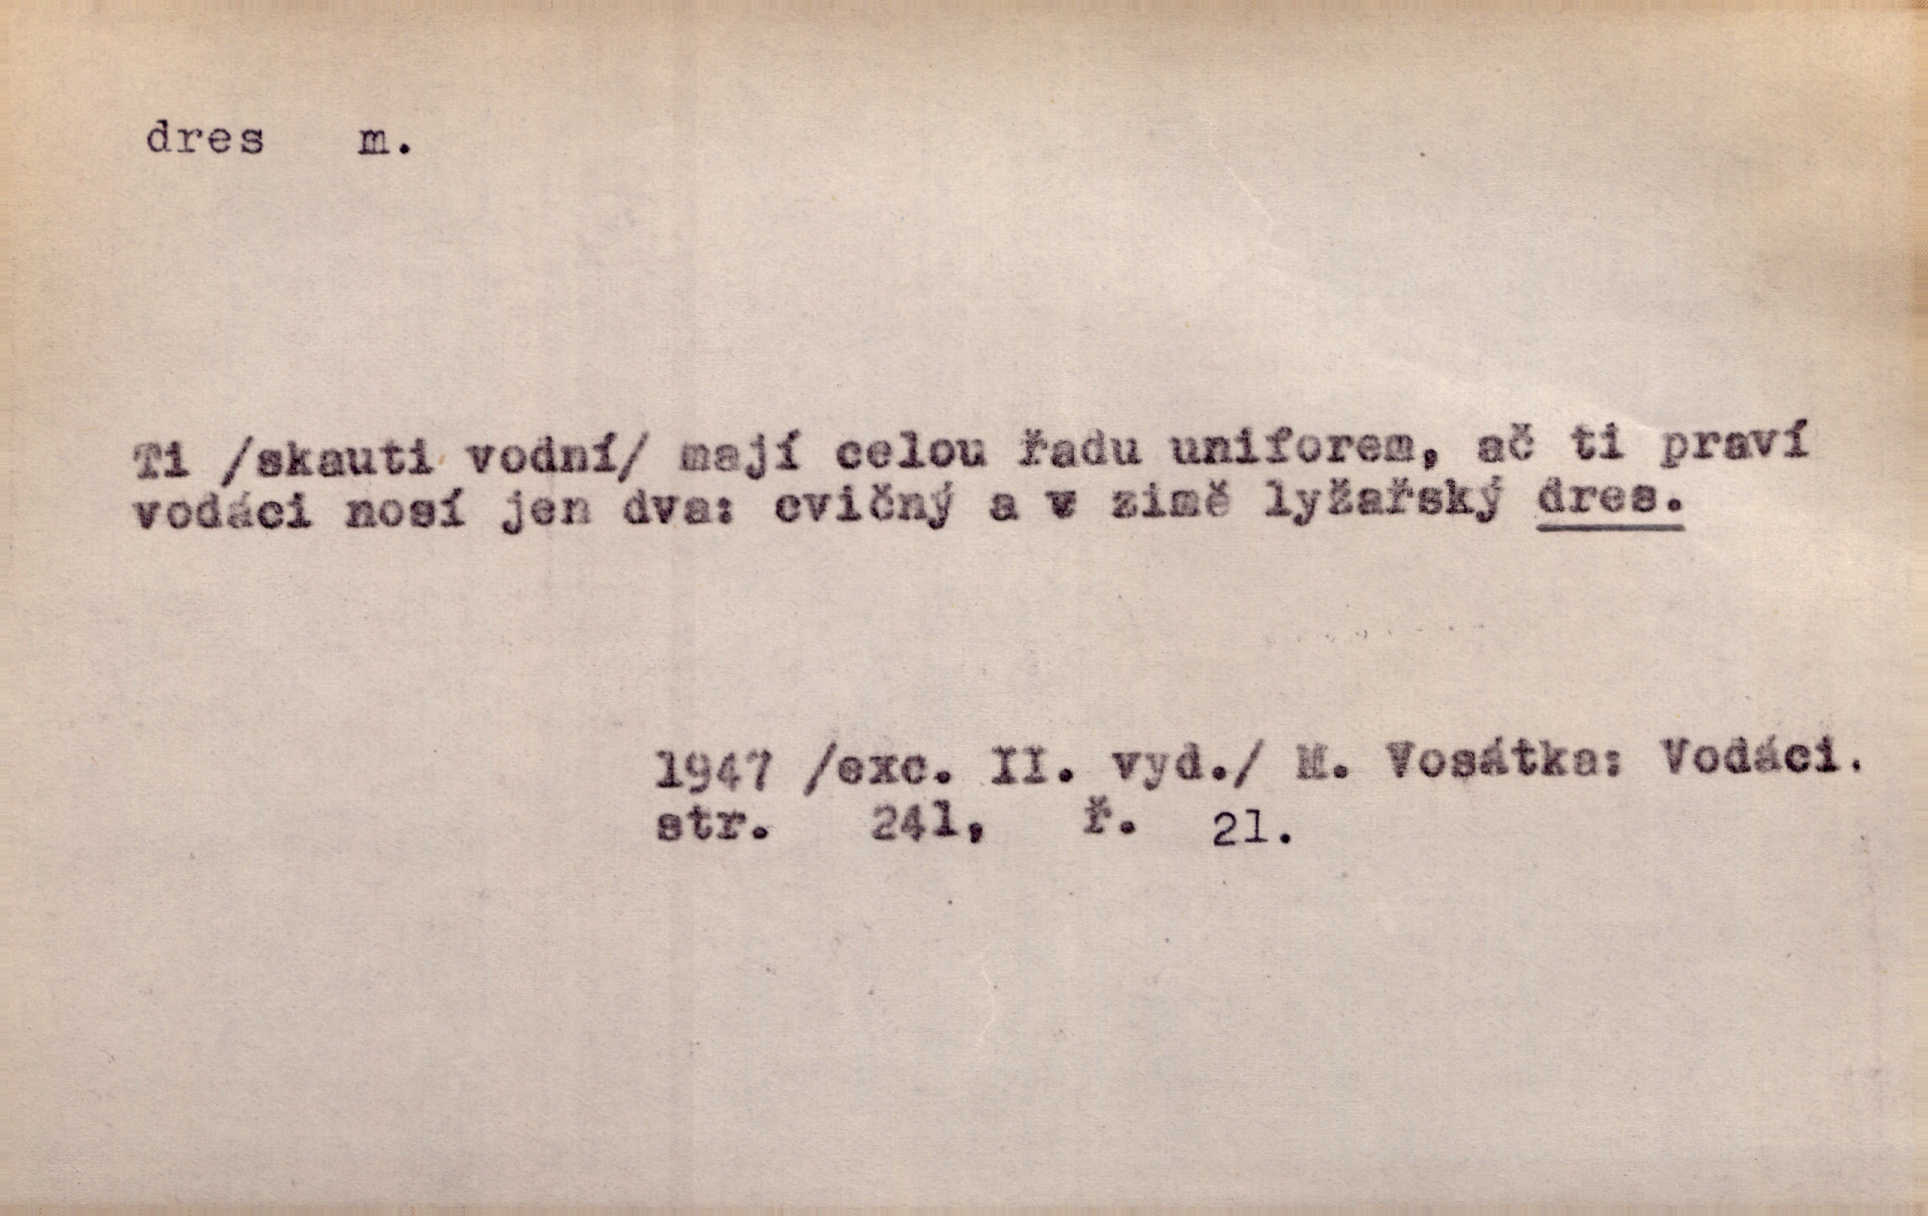 dres m.
Ti /skauti vodní/ mají celou řadu uniforem, ač ti praví
vodáci nosí jen dva: cvičný a v zimě lyžařský dres.
1947 /exc. II. vyd./ M. Vosátka: Vodáci.
str. 241, ř. 21.